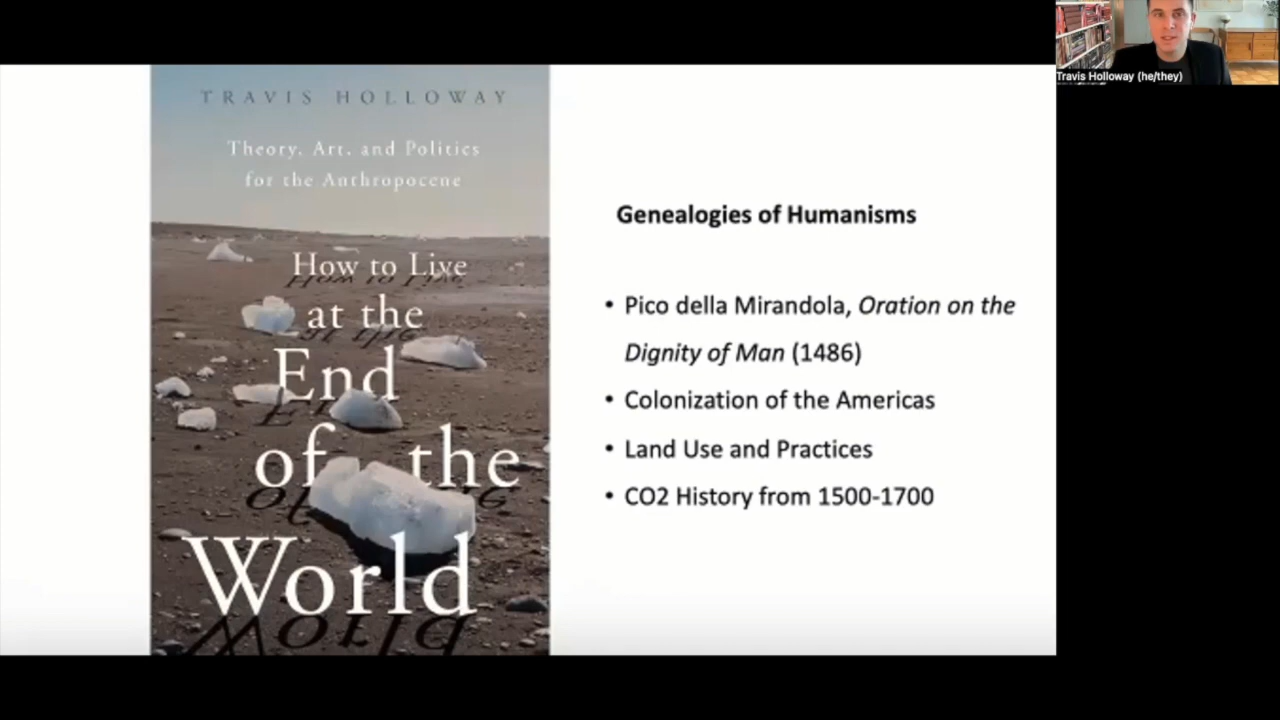 TRAVIS HOLLOWAY
Theory, Art, and Politics
for the Anthropocene
How to Live
at the
End
of the
World
Genealogies of Humanisms
• Pico della Mirandola, Oration on the
Dignity of Man (1486)
• Colonization of the Americas
• Land Use and Practices
• CO2 History from 1500-1700
Travis Holloway (he/they)